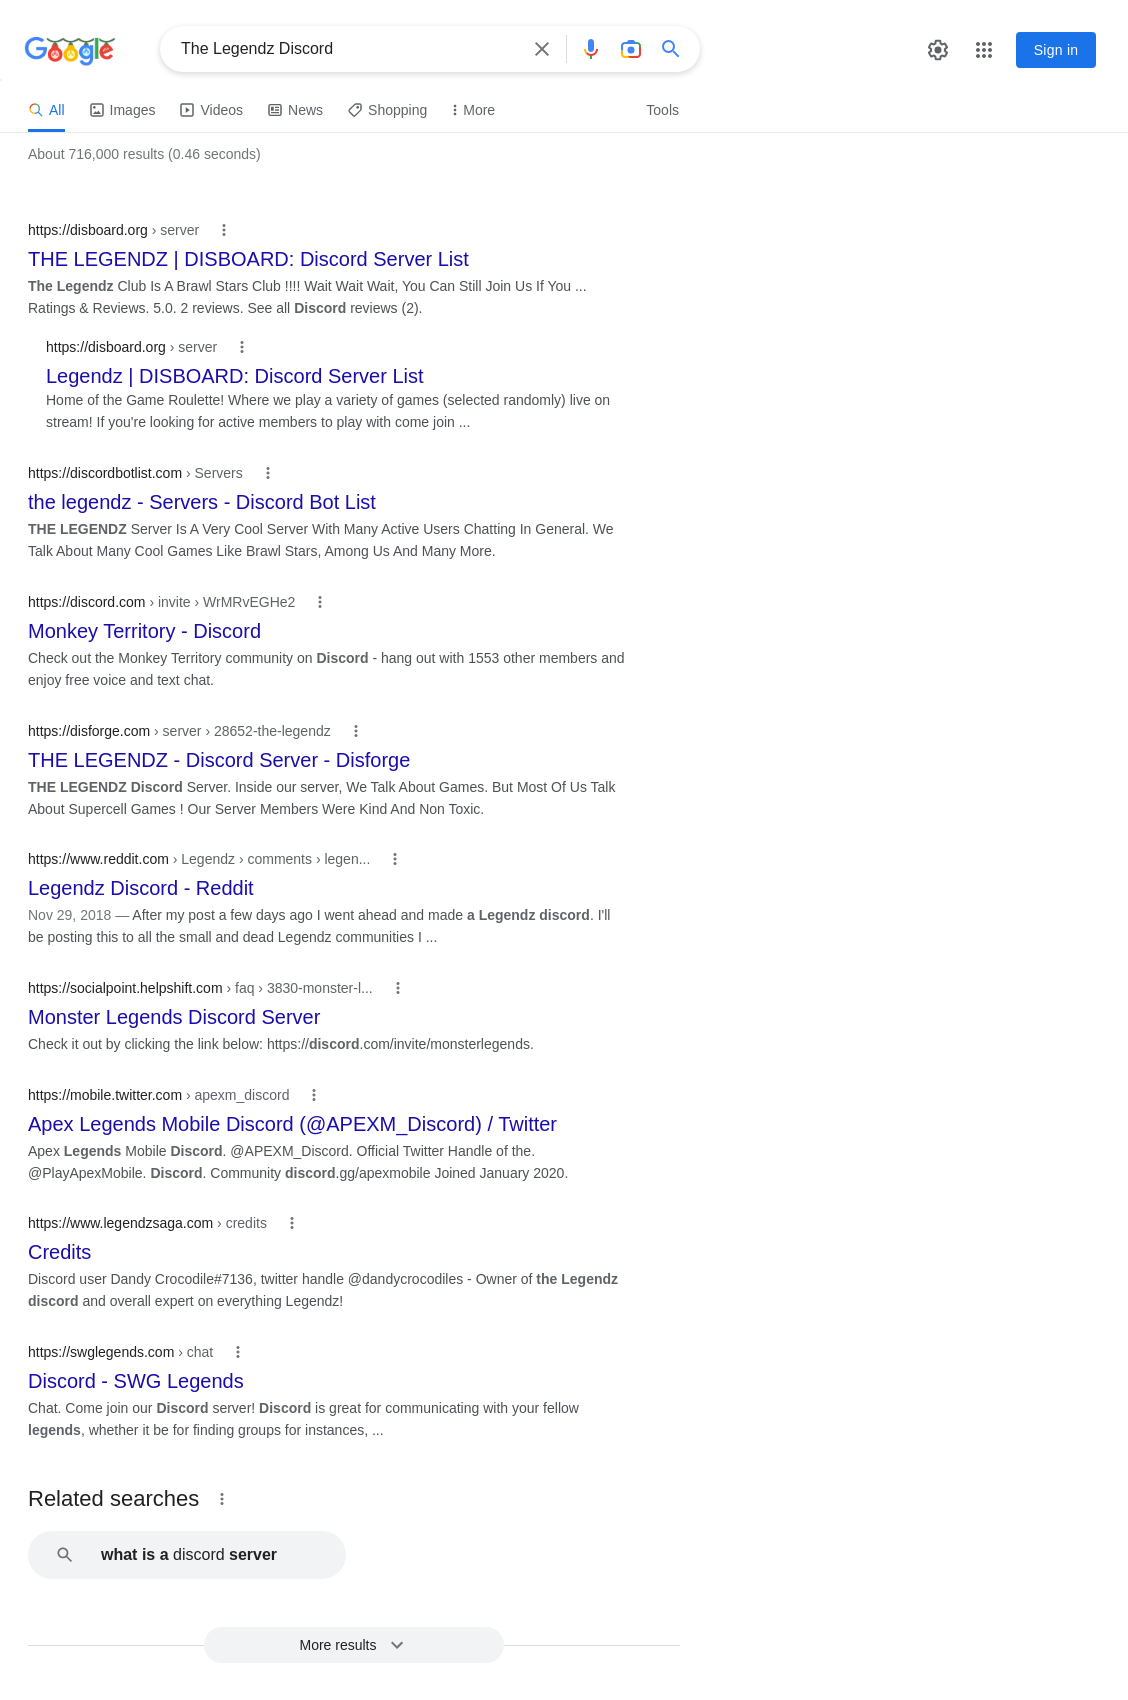 Google
The Legendz Discord
Sign in
All Images Videos News Shopping More Tools
About 716,000 results (0.46 seconds)
https://disboard.org › server
THE LEGENDZ | DISBOARD: Discord Server List
The Legendz Club Is A Brawl Stars Club !!!! Wait Wait Wait, You Can Still Join Us If You ...
Ratings & Reviews. 5.0. 2 reviews. See all Discord reviews (2).
https://disboard.org › server
Legendz | DISBOARD: Discord Server List
Home of the Game Roulette! Where we play a variety of games (selected randomly) live on
stream! If you're looking for active members to play with come join ...
https://discordbotlist.com › Servers
the legendz - Servers - Discord Bot List
THE LEGENDZ Server Is A Very Cool Server With Many Active Users Chatting In General. We
Talk About Many Cool Games Like Brawl Stars, Among Us And Many More.
https://discord.com › invite › WrMRvEGHe2
Monkey Territory - Discord
Check out the Monkey Territory community on Discord - hang out with 1553 other members and
enjoy free voice and text chat.
https://disforge.com › server › 28652-the-legendz
THE LEGENDZ - Discord Server - Disforge
THE LEGENDZ Discord Server. Inside our server, We Talk About Games. But Most Of Us Talk
About Supercell Games ! Our Server Members Were Kind And Non Toxic.
https://www.reddit.com › Legendz › comments › legen...
Legendz Discord - Reddit
Nov 29, 2018 — After my post a few days ago I went ahead and made a Legendz discord. I'll
be posting this to all the small and dead Legendz communities I ...
https://socialpoint.helpshift.com › faq › 3830-monster-l...
Monster Legends Discord Server
Check it out by clicking the link below: https://discord.com/invite/monsterlegends.
https://mobile.twitter.com › apexm_discord
Apex Legends Mobile Discord (@APEXM_Discord) / Twitter
Apex Legends Mobile Discord. @APEXM_Discord. Official Twitter Handle of the.
@PlayApexMobile. Discord. Community discord.gg/apexmobile Joined January 2020.
https://www.legendzsaga.com › credits
Credits
Discord user Dandy Crocodile#7136, twitter handle @dandycrocodiles - Owner of the Legendz
discord and overall expert on everything Legendz!
https://swglegends.com › chat
Discord - SWG Legends
Chat. Come join our Discord server! Discord is great for communicating with your fellow
legends, whether it be for finding groups for instances, ...
Related searches
what is a discord server
More results